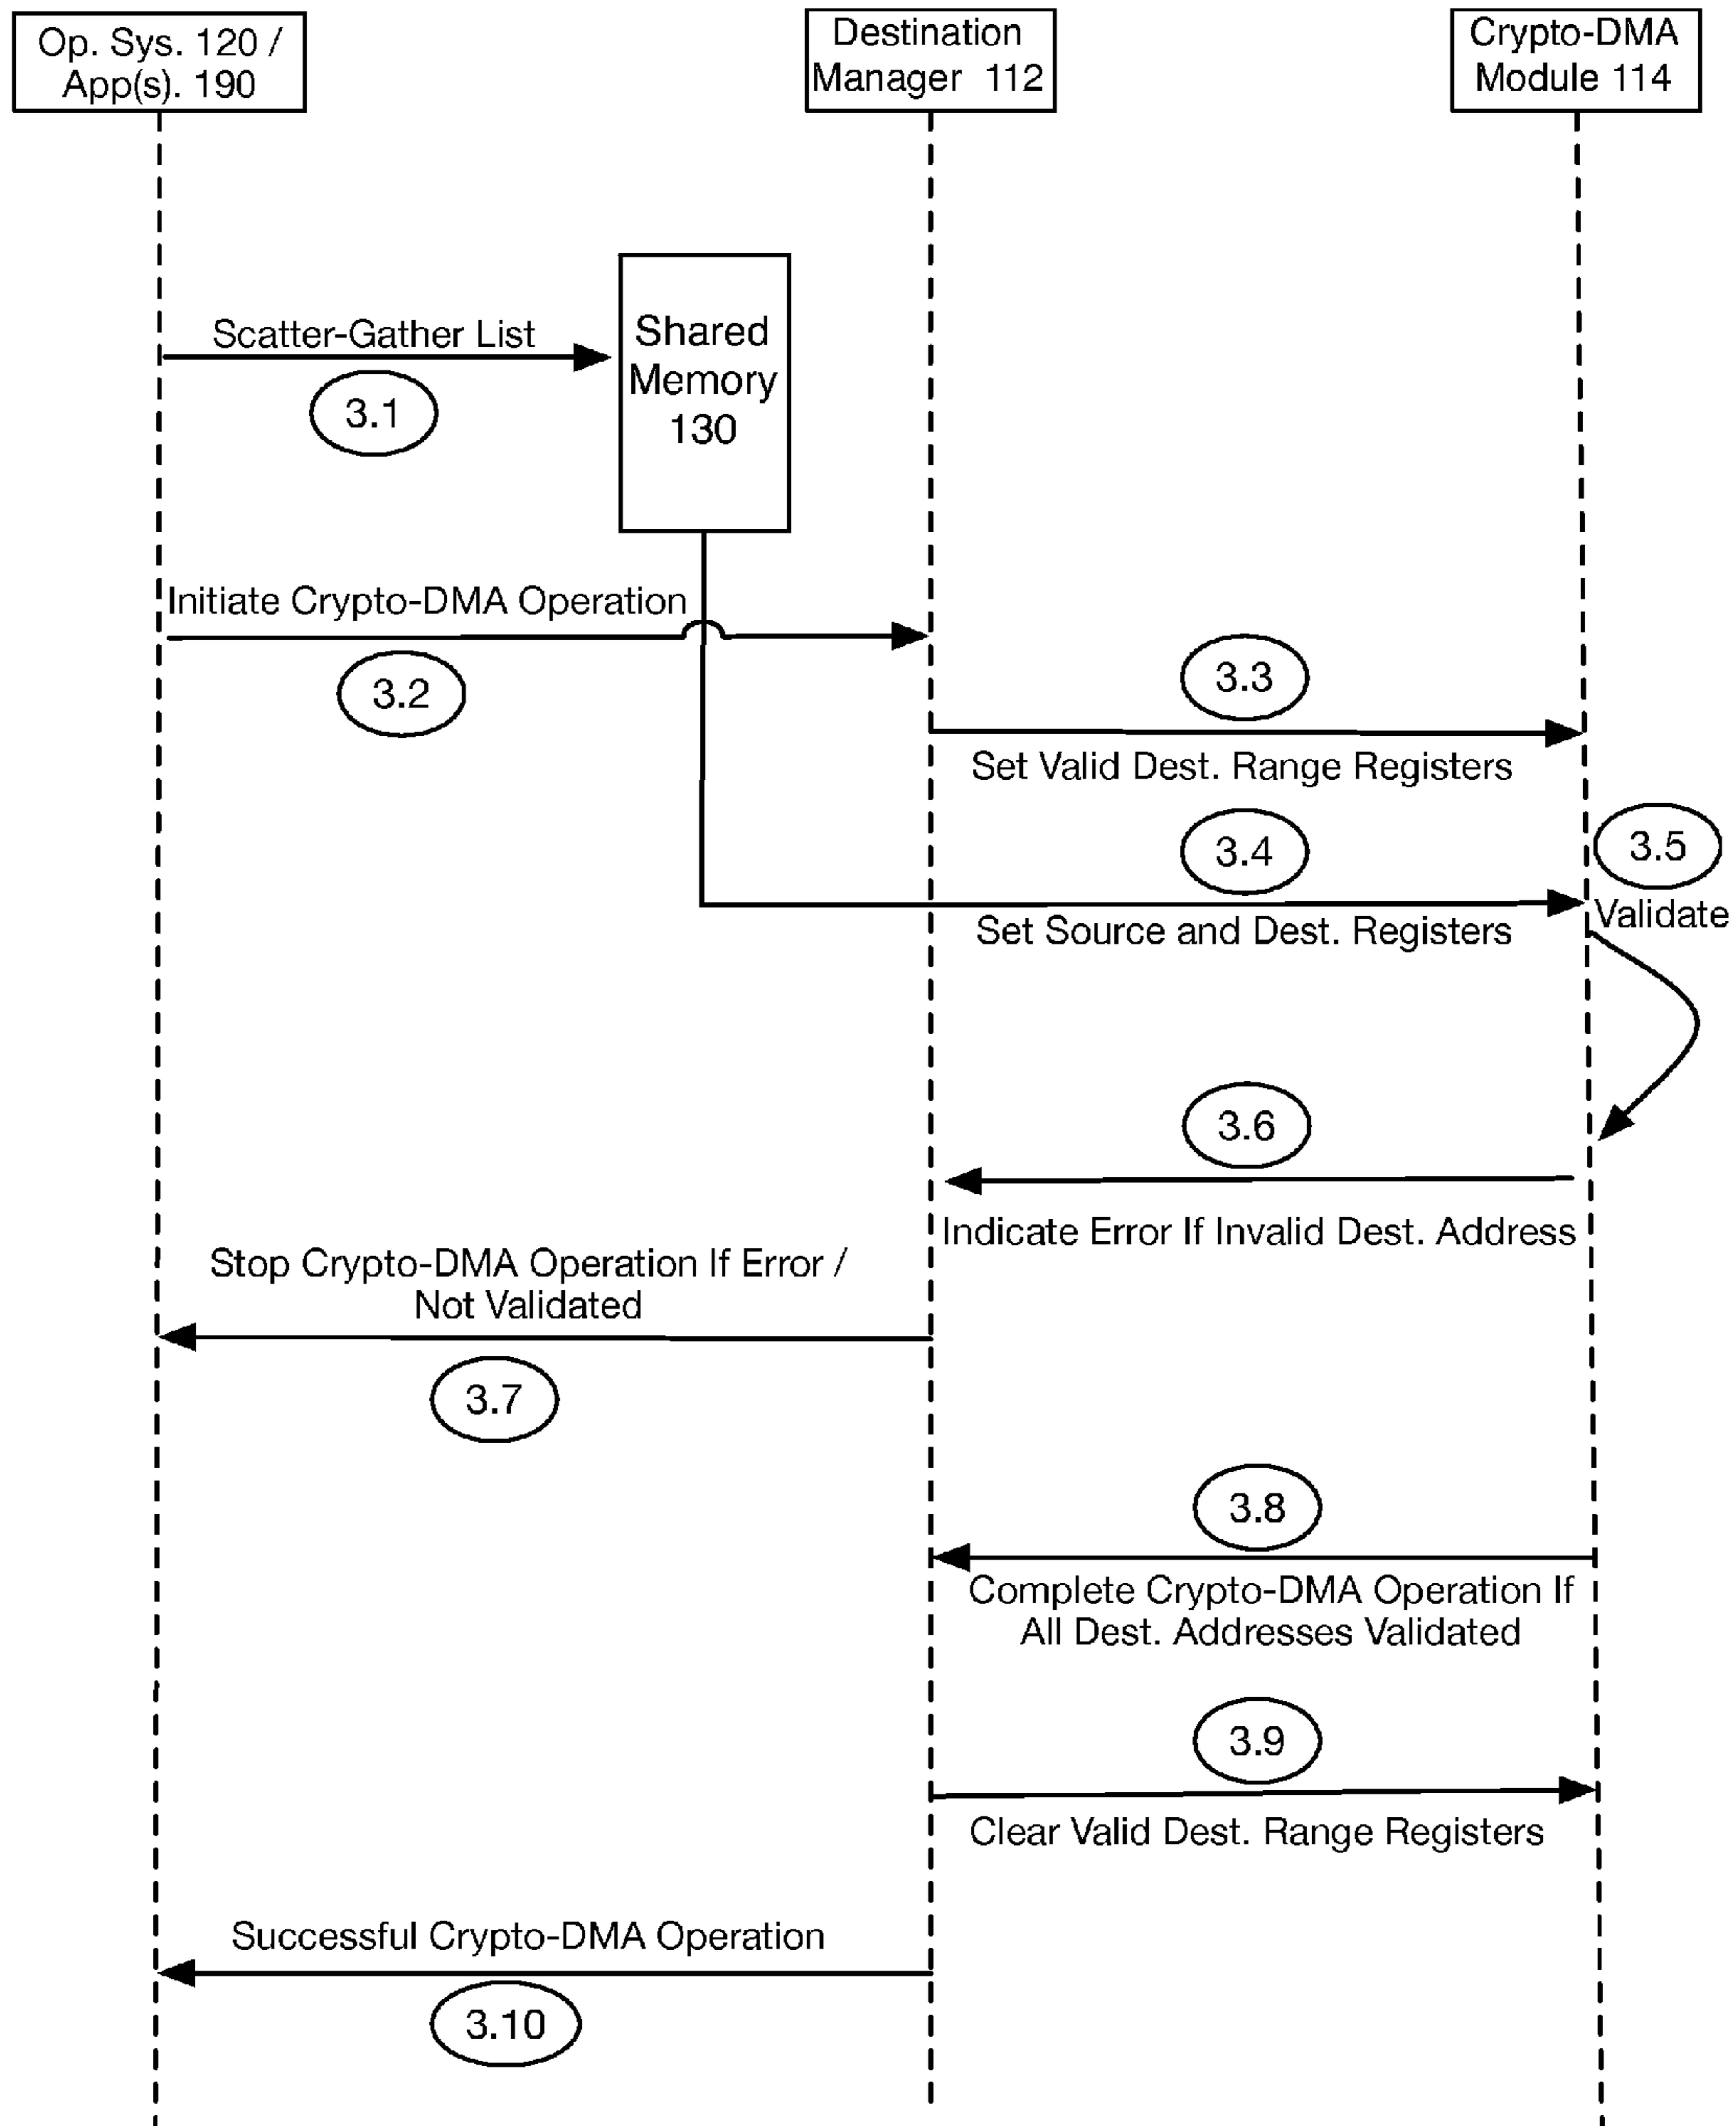 Op. Sys. 120 /
App(s). 190
Destination
Manager 112
Crypto-DMA
Module 114
Scatter-Gather List
3.1
Shared
Memory
130
Initiate Crypto-DMA Operation
3.2
3.3
Set Valid Dest. Range Registers
3.4
Set Source and Dest. Registers
3.5
Validate
3.6
Indicate Error If Invalid Dest. Address
Stop Crypto-DMA Operation If Error /
Not Validated
3.7
3.8
Complete Crypto-DMA Operation If
All Dest. Addresses Validated
3.9
Clear Valid Dest. Range Registers
Successful Crypto-DMA Operation
3.10